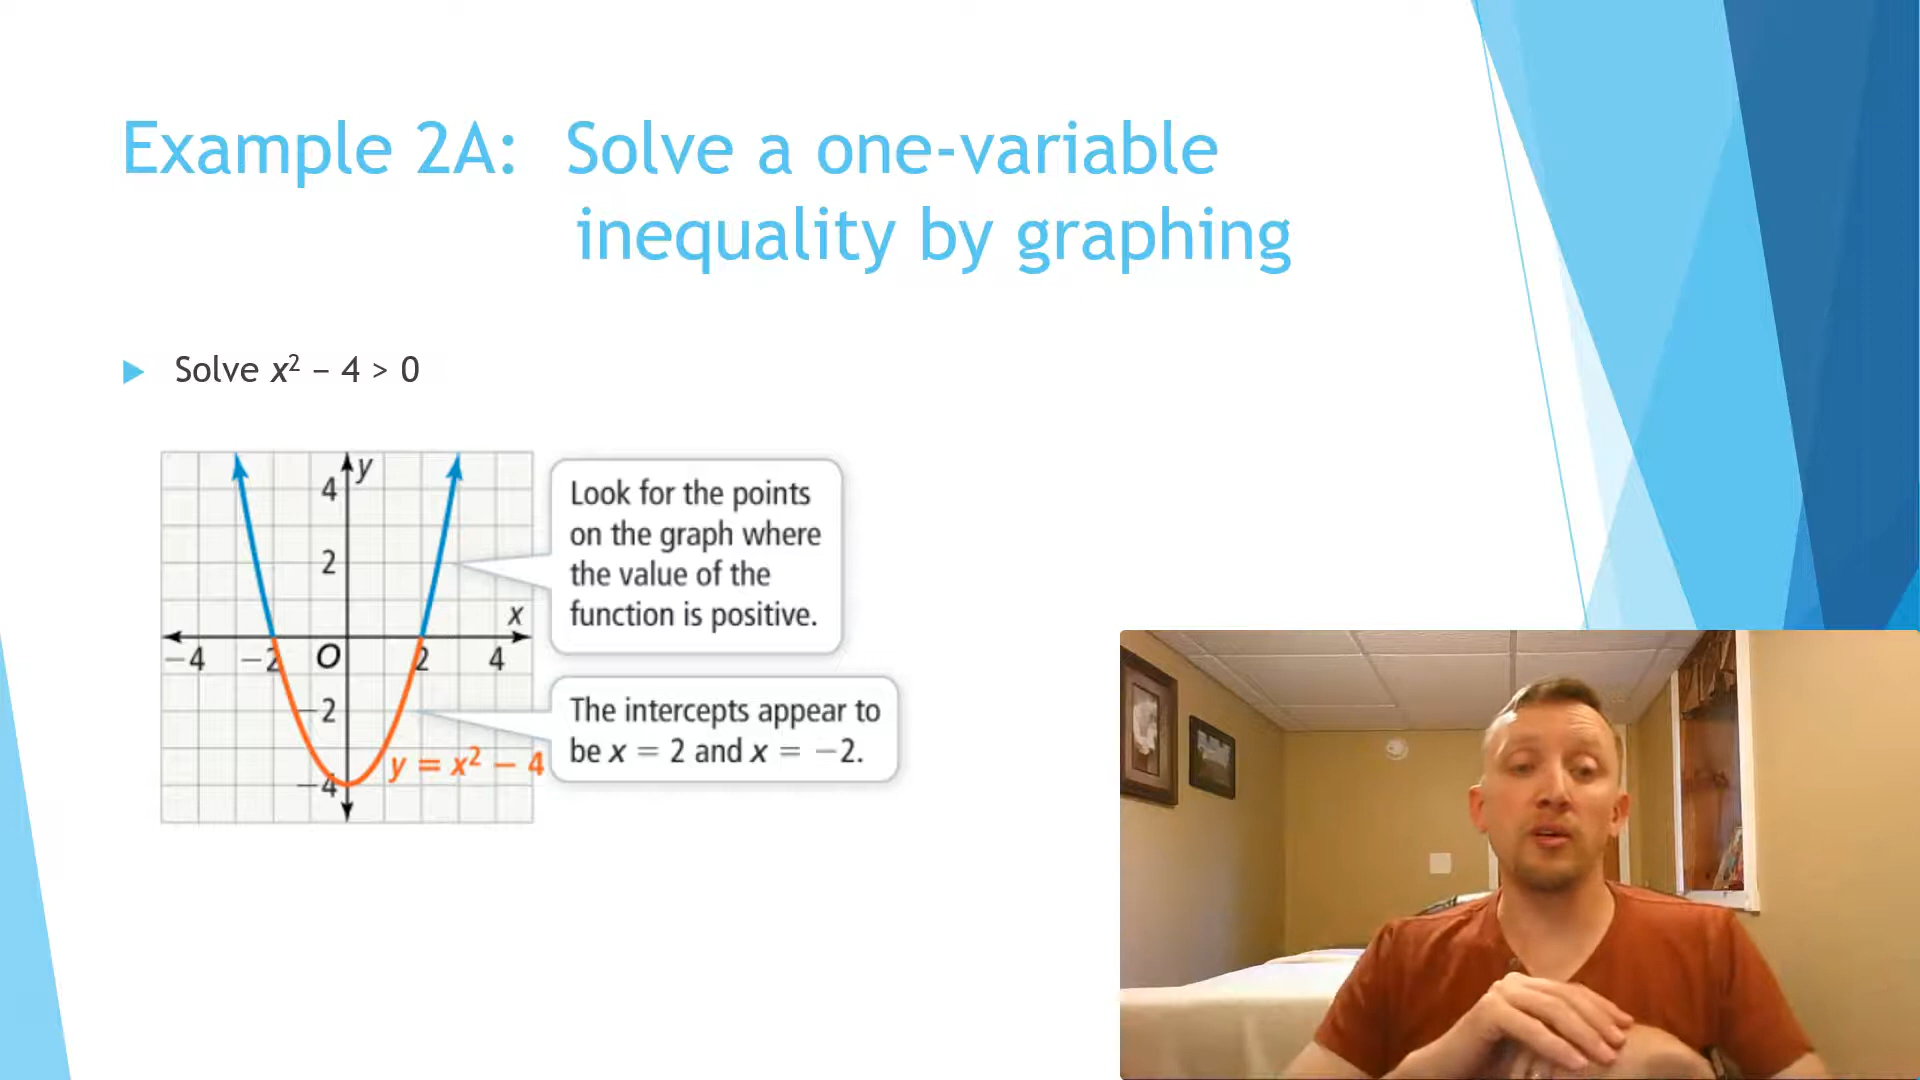 Example 2A: Solve a one-variable
inequality by graphing
Solve x² – 4 > 0
y
4
2
x
−4
−2
O
2
4
−2
−4
y = x² − 4
Look for the points
on the graph where
the value of the
function is positive.
The intercepts appear to
be x = 2 and x = −2.